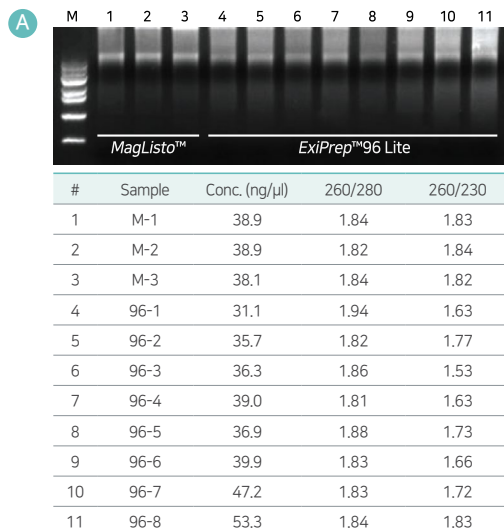 A
M 1 2 3 4 5 6 7 8 9 10 11
MagListo™ ExiPrep™96 Lite
# Sample Conc. (ng/μl) 260/280 260/230
1 M-1 38.9 1.84 1.83
2 M-2 38.9 1.82 1.84
3 M-3 38.1 1.84 1.82
4 96-1 31.1 1.94 1.63
5 96-2 35.7 1.82 1.77
6 96-3 36.3 1.86 1.53
7 96-4 39.0 1.81 1.63
8 96-5 36.9 1.88 1.73
9 96-6 39.9 1.83 1.66
10 96-7 47.2 1.83 1.72
11 96-8 53.3 1.84 1.83